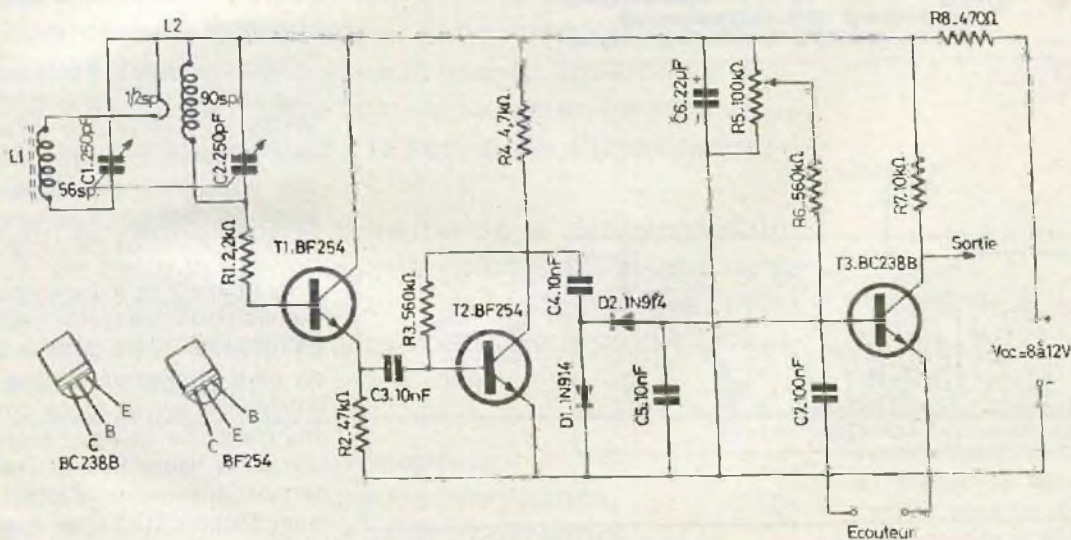 L2
R8.470Ω
1/2sp.
90sp.
L1
C1.250pF
56sp.
C2.250pF
R1.2,2kΩ
T1.BF254
R4.4,7kΩ
C6.22µF
+
-
R5.100kΩ
R6.560kΩ
R7.10kΩ
Sortie
T3.BC238B
R3.560kΩ
C4.10nF
T2.BF254
D2.1N914
C3.10nF
R2.47kΩ
D1.1N914
C5.10nF
C7.100nF
+
Vcc=8à12V
-
E
B
C
BC238B
B
E
C
BF254
Ecouteur